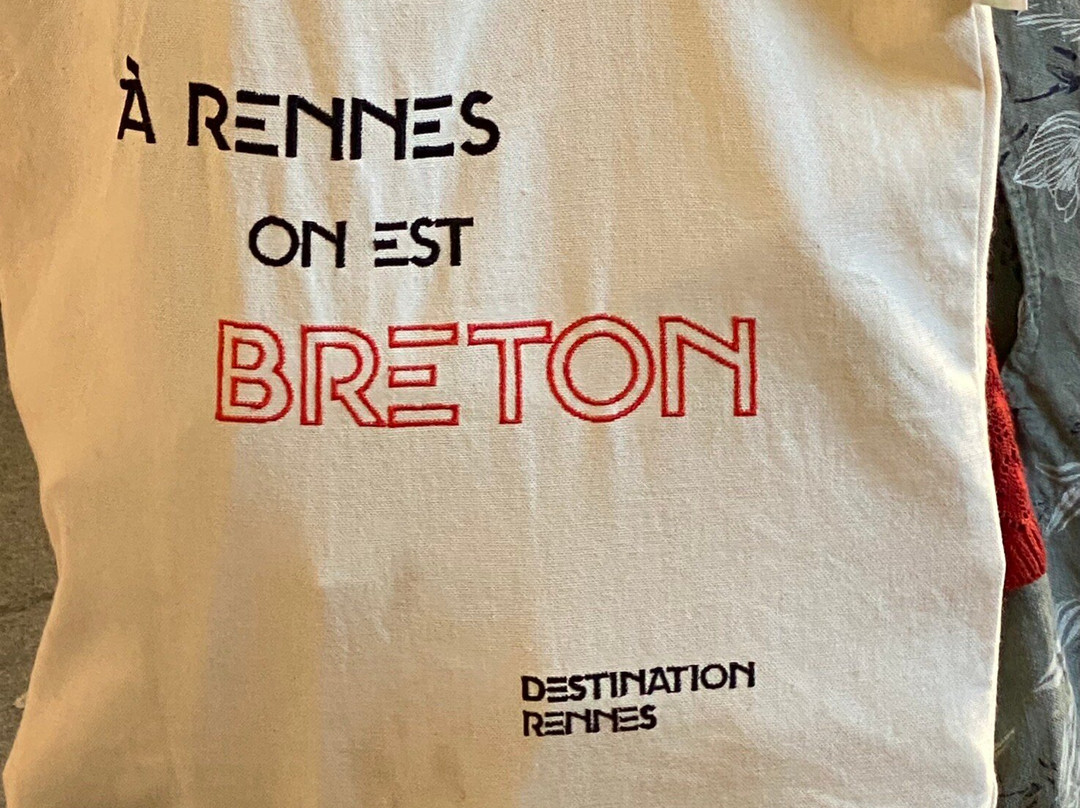 À RENNES
ON EST
BRETON
DESTINATION
RENNES